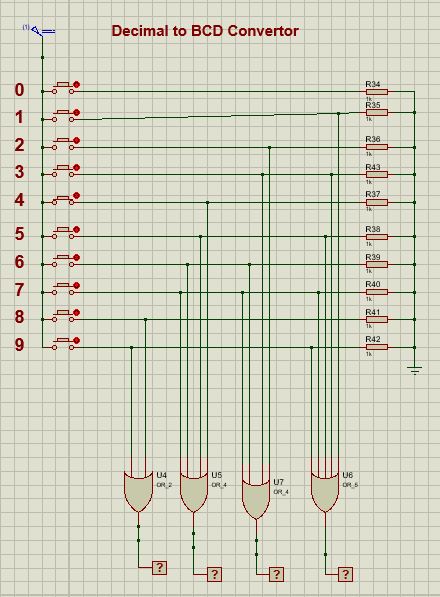 (1)
Decimal to BCD Convertor
0
R34
1k
1
R35
1k
2
R36
1k
3
R43
1k
4
R37
1k
5
R38
1k
6
R39
1k
7
R40
1k
8
R41
1k
9
R42
1k
U4
OR_2
U5
OR_4
U7
OR_4
U6
OR_5
?
?
?
?